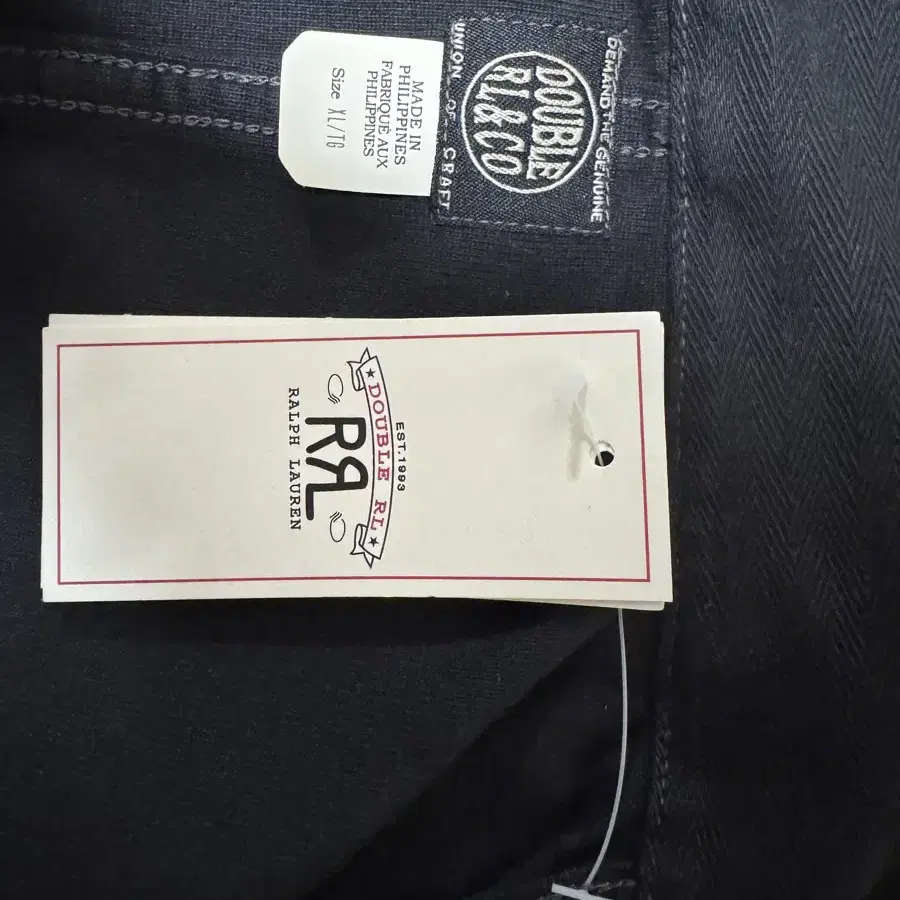 DEMAND THE GENUINE
DOUBLE
RL&CO
UNION OF CRAFT
MADE IN
PHILIPPINES
FABRIQUÉ AUX
PHILIPPINES
Size XL/TG
EST.1993
DOUBLE RL
RRL
RALPH LAUREN